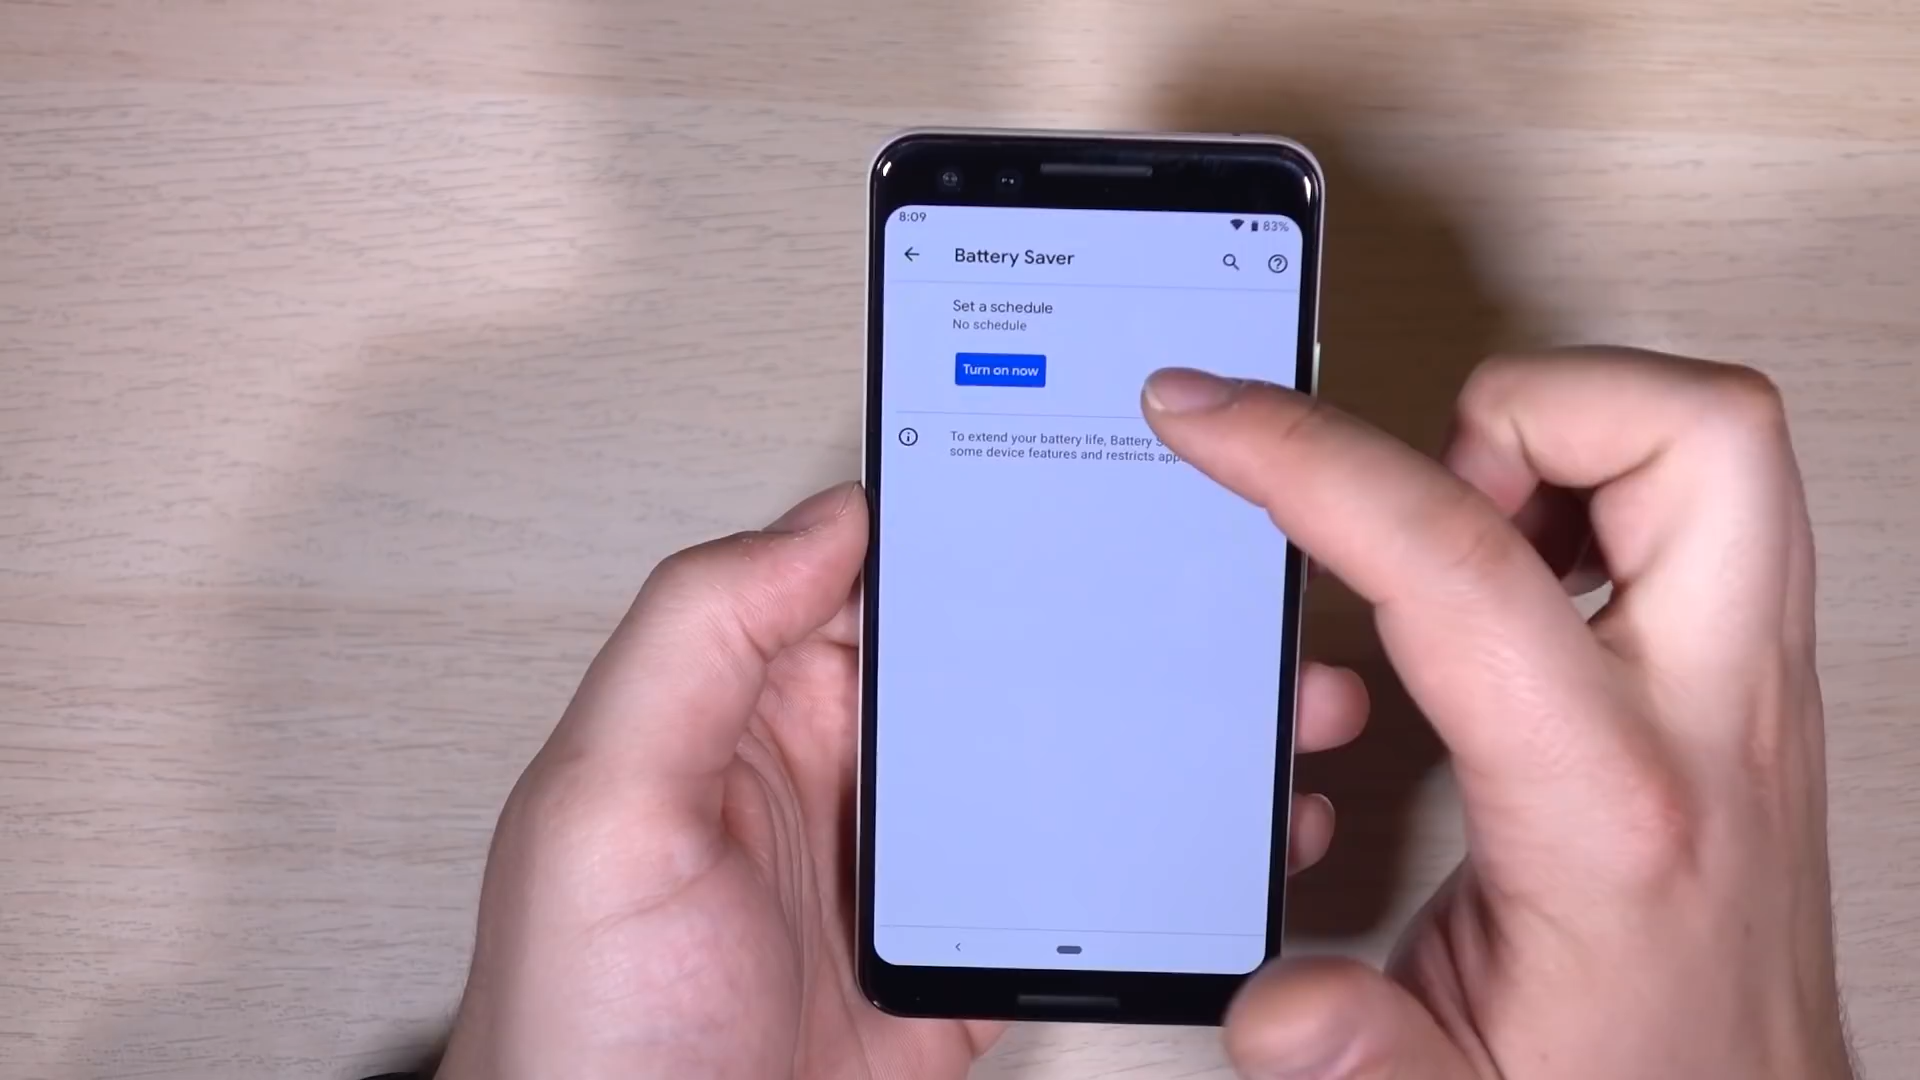 8:09
83%
Battery Saver
Set a schedule
No schedule
Turn on now
To extend your battery life, Battery
some device features and restricts